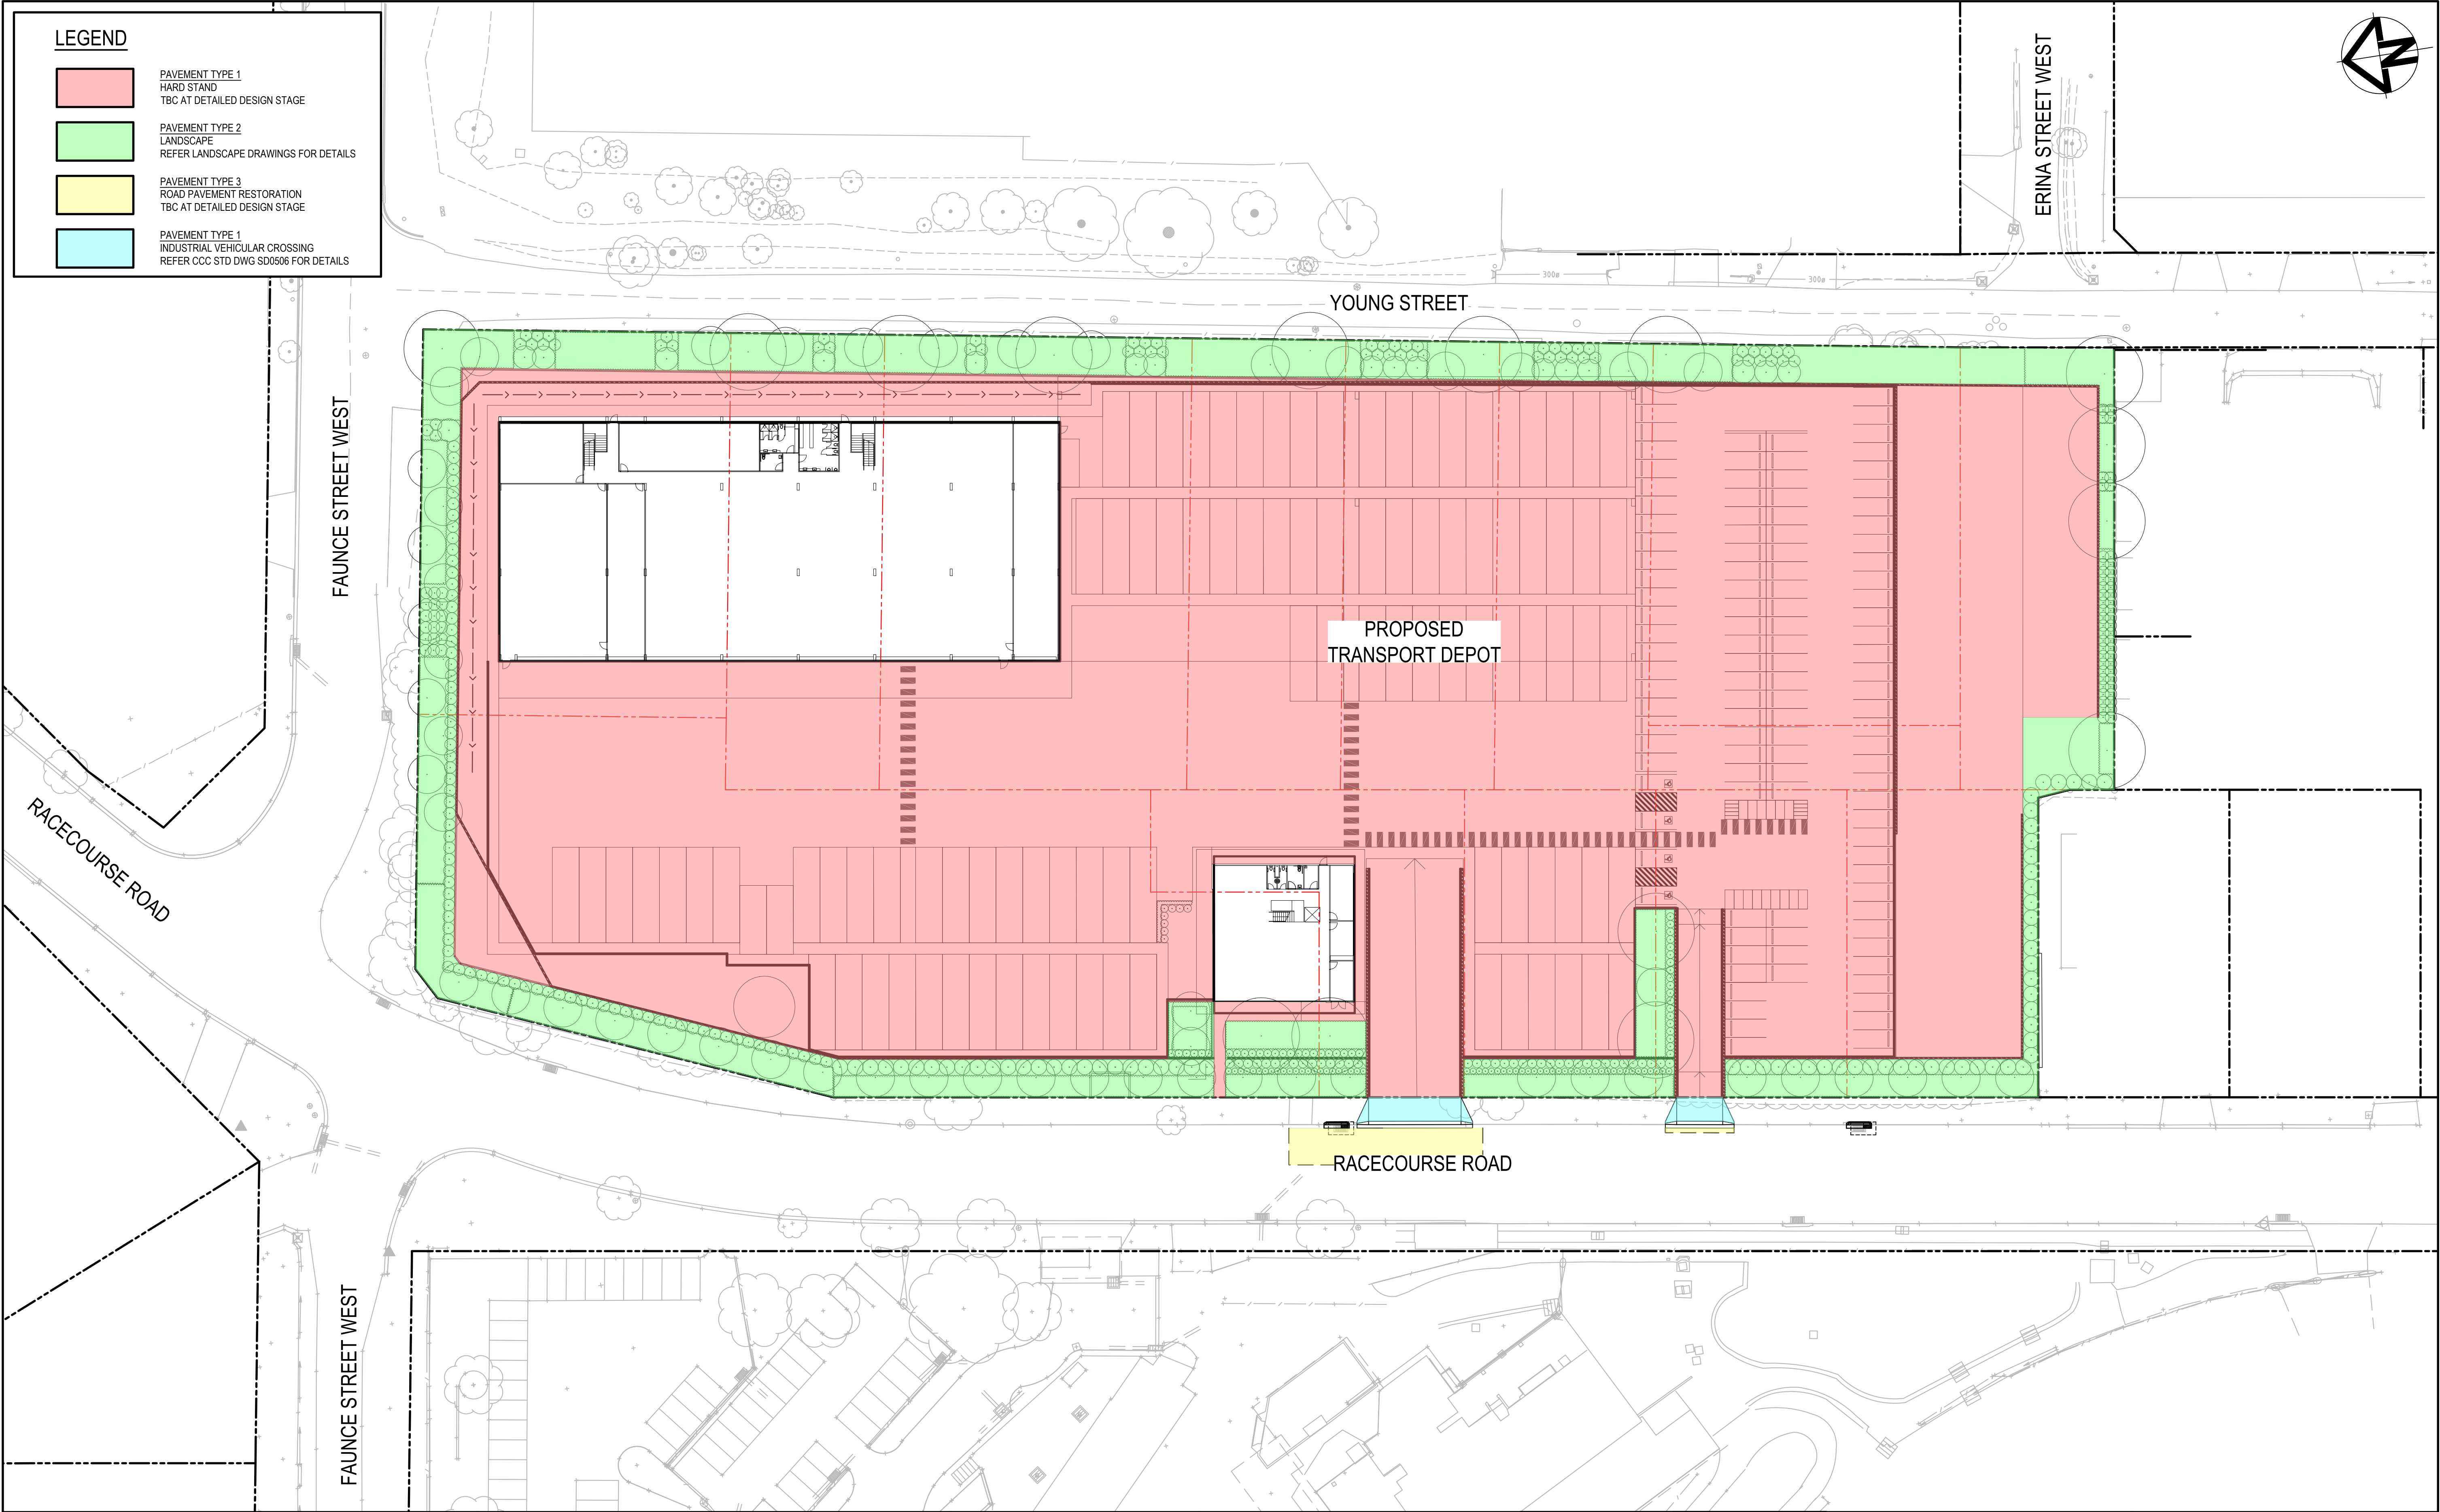 LEGEND
PAVEMENT TYPE 1
HARD STAND
TBC AT DETAILED DESIGN STAGE
PAVEMENT TYPE 2
LANDSCAPE
REFER LANDSCAPE DRAWINGS FOR DETAILS
PAVEMENT TYPE 3
ROAD PAVEMENT RESTORATION
TBC AT DETAILED DESIGN STAGE
PAVEMENT TYPE 1
INDUSTRIAL VEHICULAR CROSSING
REFER CCC STD DWG SD0506 FOR DETAILS
N
ERINA STREET WEST
300ø
300ø
YOUNG STREET
FAUNCE STREET WEST
PROPOSED
TRANSPORT DEPOT
RACECOURSE ROAD
RACECOURSE ROAD
FAUNCE STREET WEST